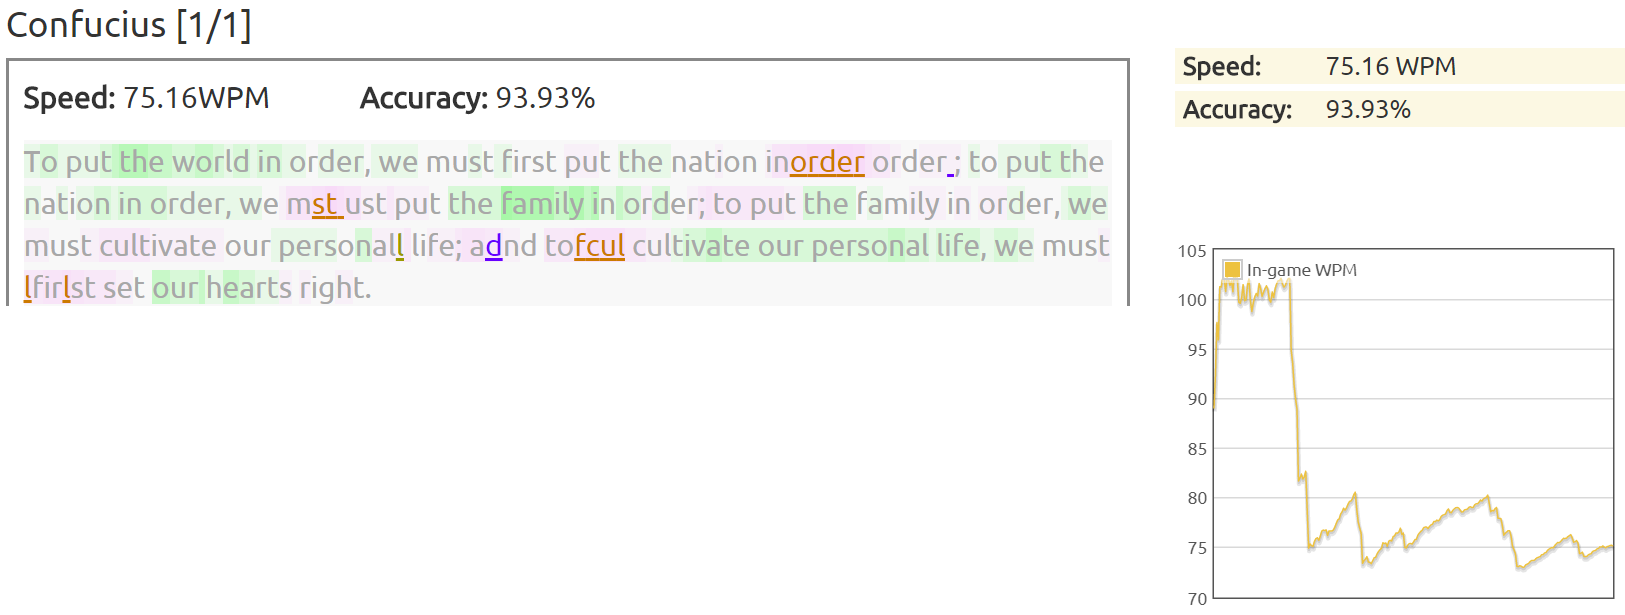 Confucius [1/1]
Speed: 75.16WPM Accuracy: 93.93%
To put the world in order, we must first put the nation inorder order ;; to put the
nation in order, we mst ust put the family in order; to put the family in order, we
must cultivate our personall life; adnd tofcul cultivate our personal life, we must
lfirlst set our hearts right.
Speed: 75.16 WPM
Accuracy: 93.93%
105
In-game WPM
100
95
90
85
80
75
70